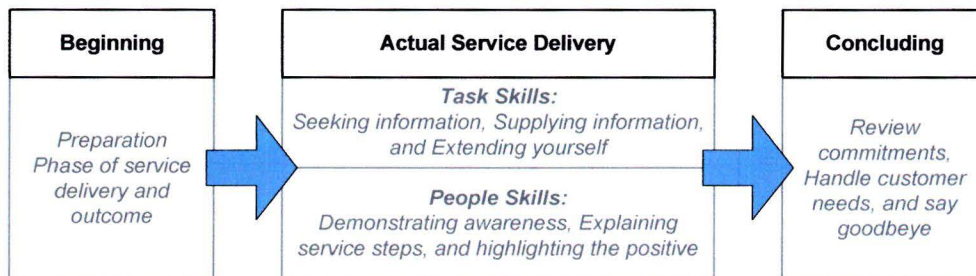 Beginning
Preparation
Phase of service
delivery and
outcome
Actual Service Delivery
Task Skills:
Seeking information, Supplying information,
and Extending yourself
People Skills:
Demonstrating awareness, Explaining
service steps, and highlighting the positive
Concluding
Review
commitments,
Handle customer
needs, and say
goodbeye